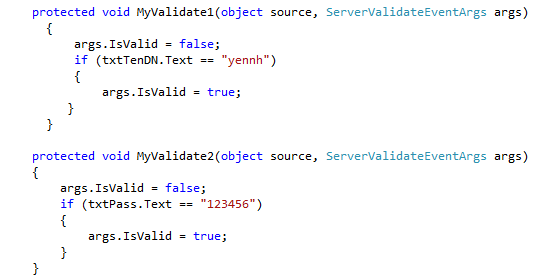 protected void MyValidate1(object source, ServerValidateEventArgs args)
{
args.IsValid = false;
if (txtTenDN.Text == "yennh")
{
args.IsValid = true;
}
}
protected void MyValidate2(object source, ServerValidateEventArgs args)
{
args.IsValid = false;
if (txtPass.Text == "123456")
{
args.IsValid = true;
}
}